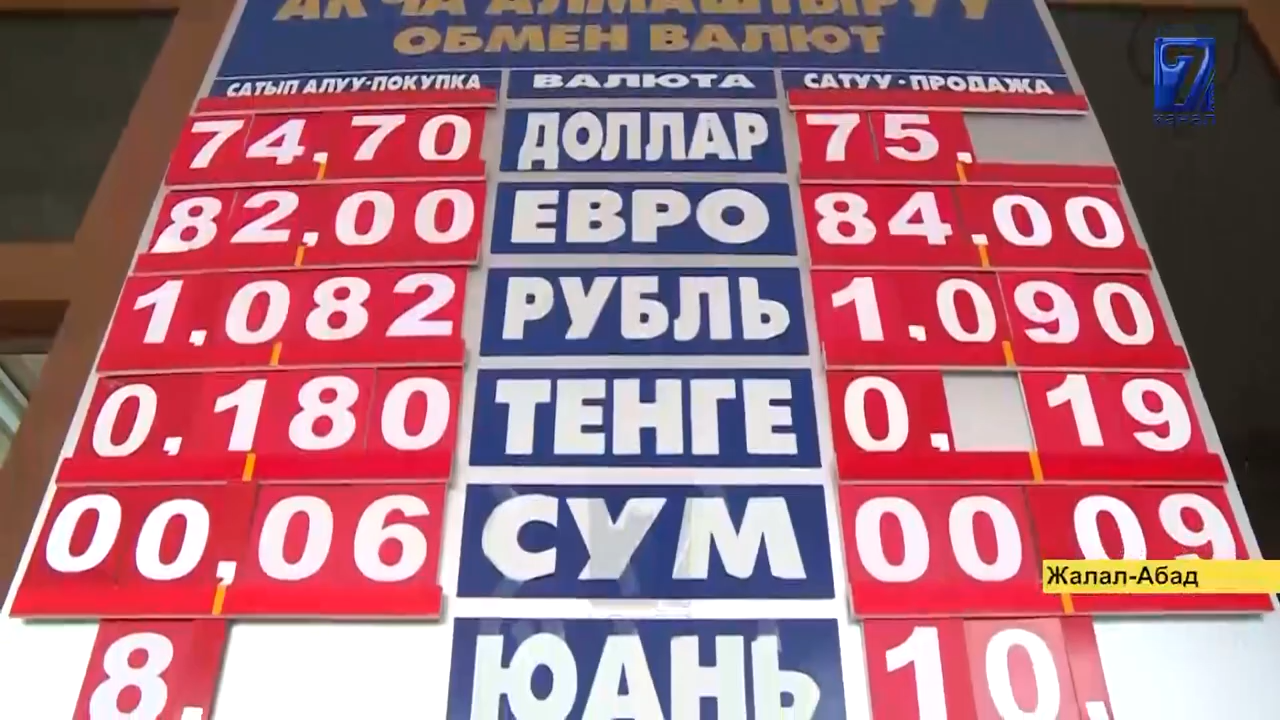 АКЧА АЛМАШТЫРУУ
ОБМЕН ВАЛЮТ
САТЫП АЛУУ-ПОКУПКА ВАЛЮТА САТУУ-ПРОДАЖА
74,70 ДОЛЛАР 75.
82,00 ЕВРО 84.00
1,082 РУБЛЬ 1.090
0,180 ТЕНГЕ 0, 19
00,06 СУМ 00 09
8, ЮАНЬ 10,
7 канал
Жалал-Абад